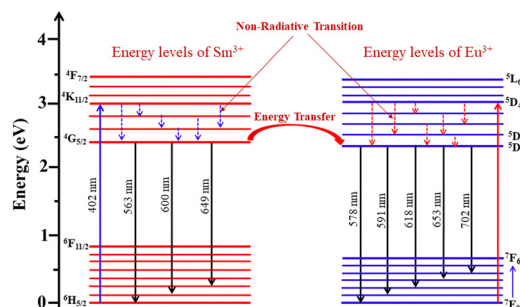 Non-Radiative Transition
Energy levels of Sm³⁺
Energy levels of Eu³⁺
Energy (eV)
4
3
2
1
0
⁴F₇/₂
⁴K₁₁/₂
⁴G₅/₂
⁶F₁₁/₂
⁶H₅/₂
402 nm
563 nm
600 nm
649 nm
Energy Transfer
578 nm
591 nm
618 nm
653 nm
702 nm
⁵L₆
⁵D
⁵D
⁵D
⁷F₆